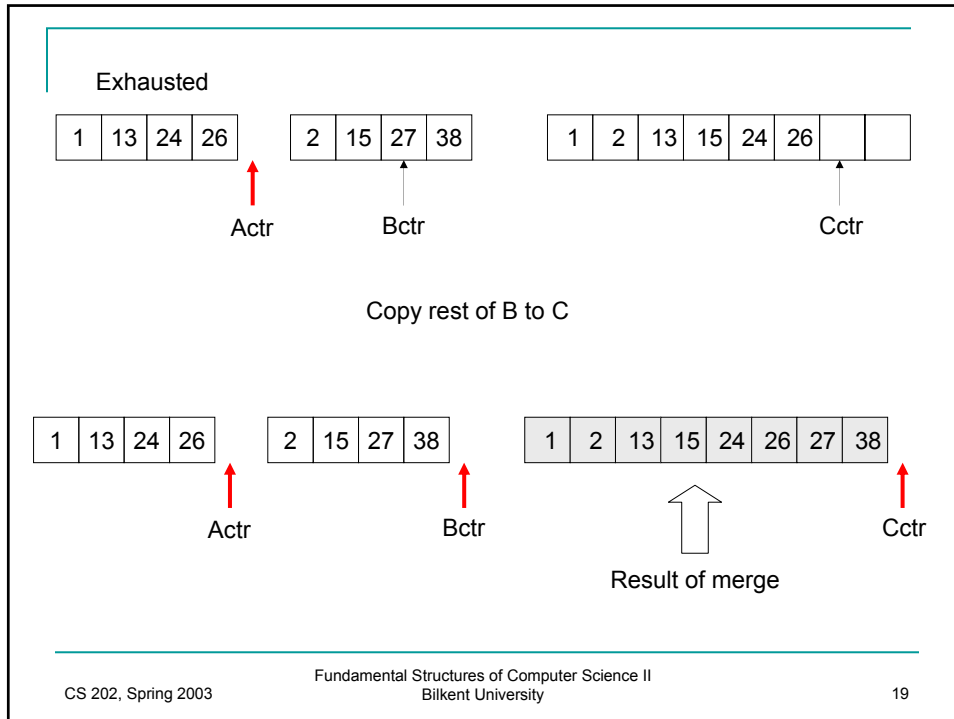 Exhausted
1 13 24 26 2 15 27 38 1 2 13 15 24 26
Actr Bctr Cctr
Copy rest of B to C
1 13 24 26 2 15 27 38 1 2 13 15 24 26 27 38
Actr Bctr Cctr
Result of merge
CS 202, Spring 2003
Fundamental Structures of Computer Science II
Bilkent University
19